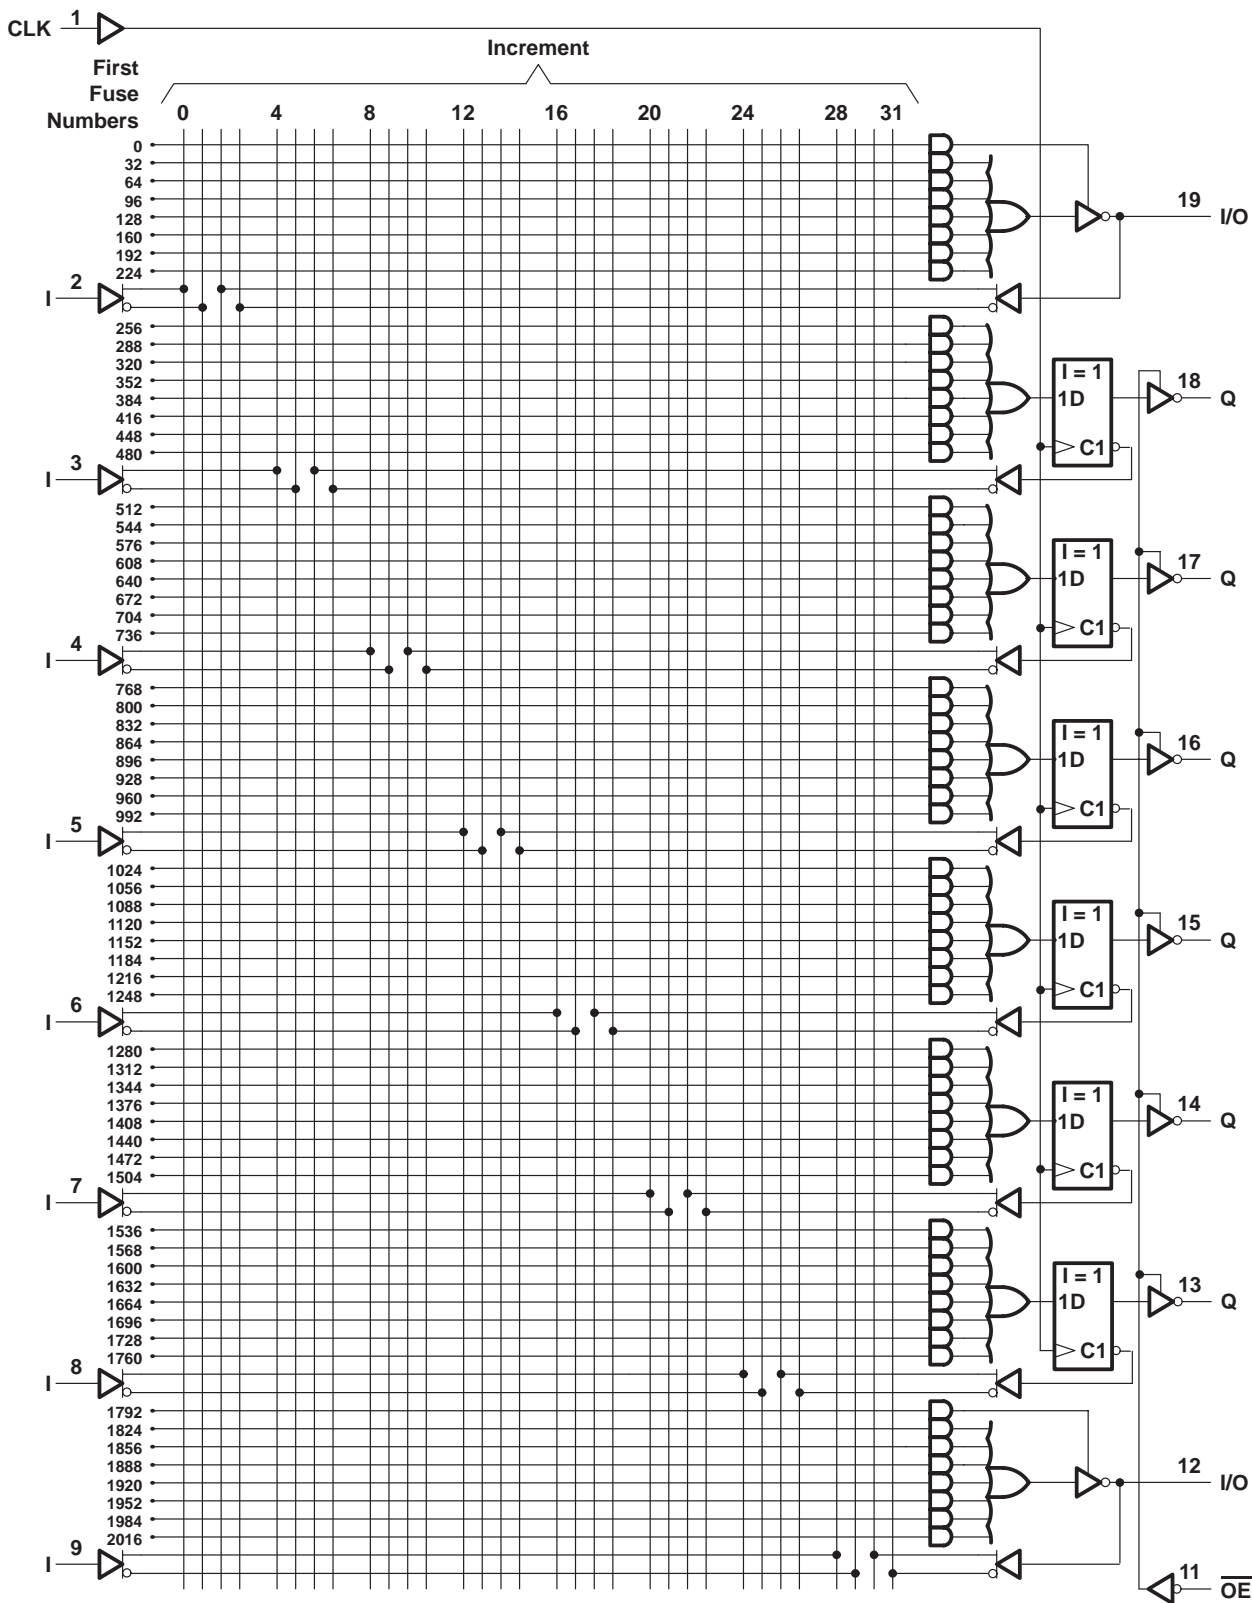 CLK 1
Increment
First
Fuse
Numbers
0 4 8 12 16 20 24 28 31
0
32
64
96
128
160
192
224
19 I/O
I 2
256
288
320
352
384
416
448
480
I = 1
1D
C1
18 Q
I 3
512
544
576
608
640
672
704
736
I = 1
1D
C1
17 Q
I 4
768
800
832
864
896
928
960
992
I = 1
1D
C1
16 Q
I 5
1024
1056
1088
1120
1152
1184
1216
1248
I = 1
1D
C1
15 Q
I 6
1280
1312
1344
1376
1408
1440
1472
1504
I = 1
1D
C1
14 Q
I 7
1536
1568
1600
1632
1664
1696
1728
1760
I = 1
1D
C1
13 Q
I 8
1792
1824
1856
1888
1920
1952
1984
2016
12 I/O
I 9
11 O̅E̅